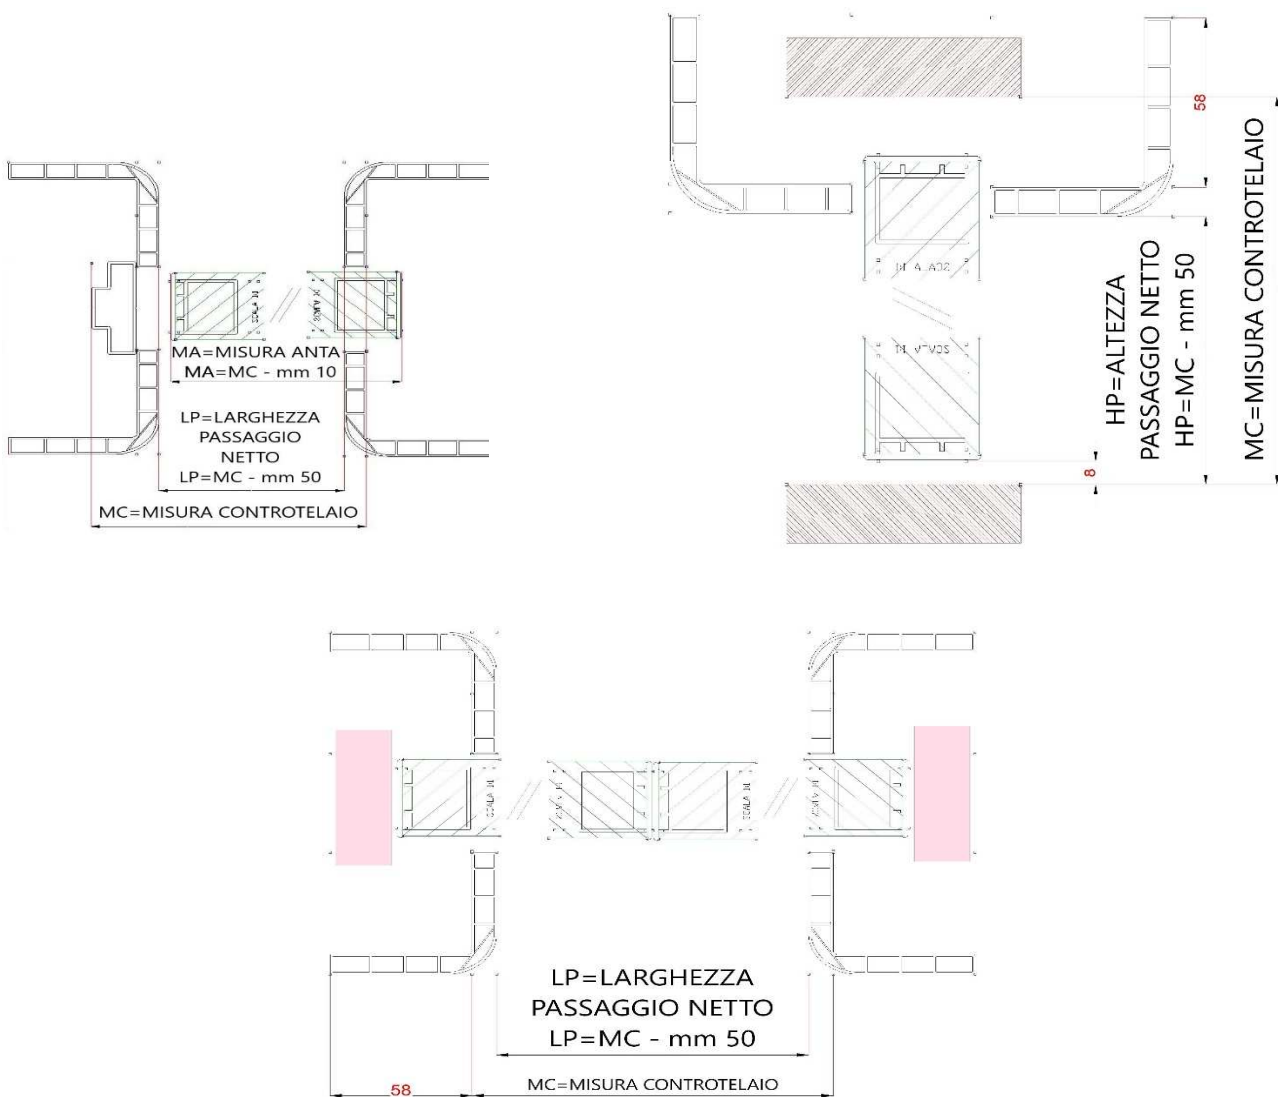 MA=MISURA ANTA
MA=MC - mm 10
LP=LARGHEZZA
PASSAGGIO
NETTO
LP=MC - mm 50
MC=MISURA CONTROTELAIO
58
8
HP=ALTEZZA
PASSAGGIO NETTO
HP=MC - mm 50
MC=MISURA CONTROTELAIO
LP=LARGHEZZA
PASSAGGIO NETTO
LP=MC - mm 50
58
MC=MISURA CONTROTELAIO